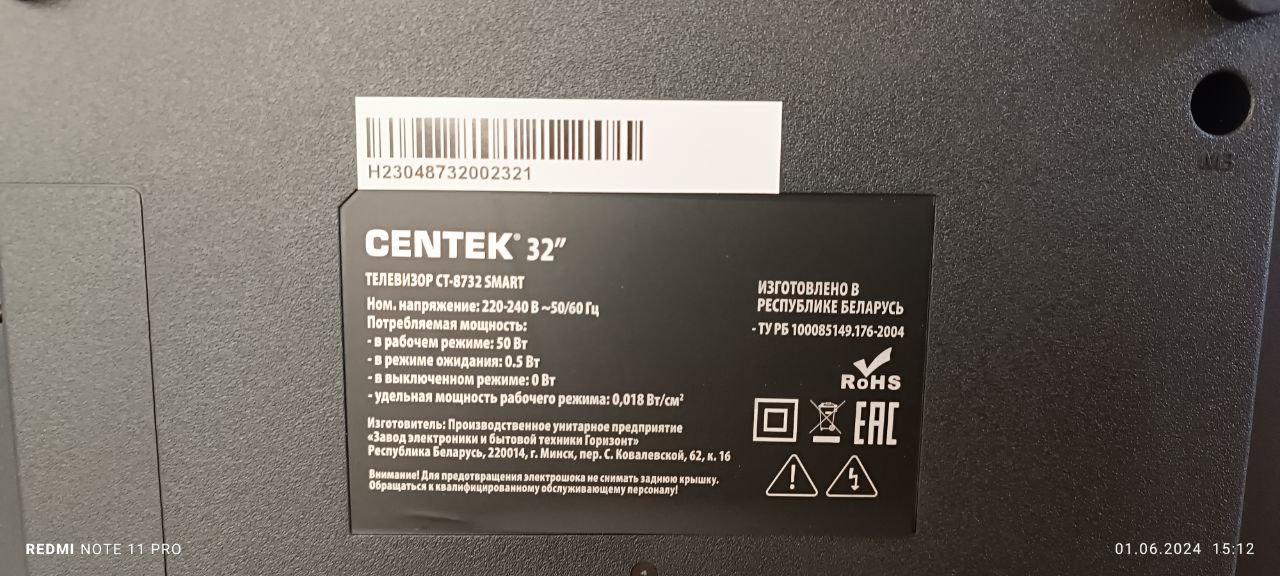 H23048732002321
CENTEK® 32”
ТЕЛЕВИЗОР CT-8732 SMART
Ном. напряжение: 220-240 В ~50/60 Гц
Потребляемая мощность:
- в рабочем режиме: 50 Вт
- в режиме ожидания: 0.5 Вт
- в выключенном режиме: 0 Вт
- удельная мощность рабочего режима: 0,018 Вт/см²
Изготовитель: Производственное унитарное предприятие
«Завод электроники и бытовой техники Горизонт»
Республика Беларусь, 220014, г. Минск, пер. С. Ковалевской, 62, к. 16
Внимание! Для предотвращения электрошока не снимать заднюю крышку.
Обращаться к квалифицированному обслуживающему персоналу!
ИЗГОТОВЛЕНО В
РЕСПУБЛИКЕ БЕЛАРУСЬ
- ТУ РБ 100085149.176-2004
RoHS
EAC
REDMI NOTE 11 PRO
01.06.2024 15:12